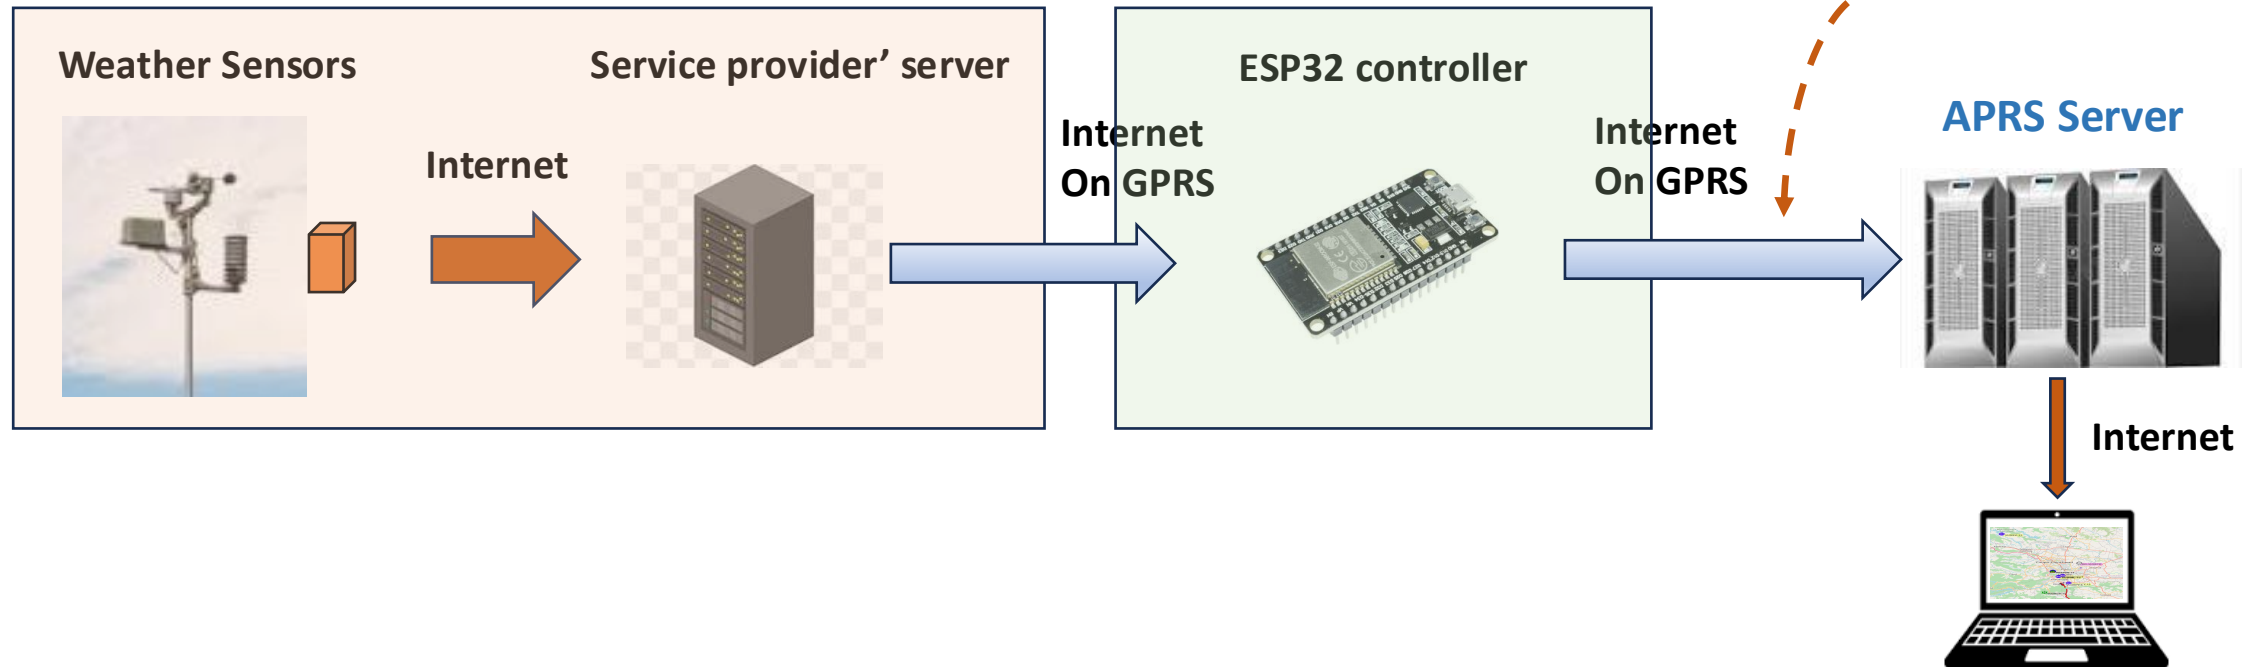 Weather Sensors
Service provider’ server
ESP32 controller
APRS Server
Internet
Internet
On GPRS
Internet
On GPRS
Internet